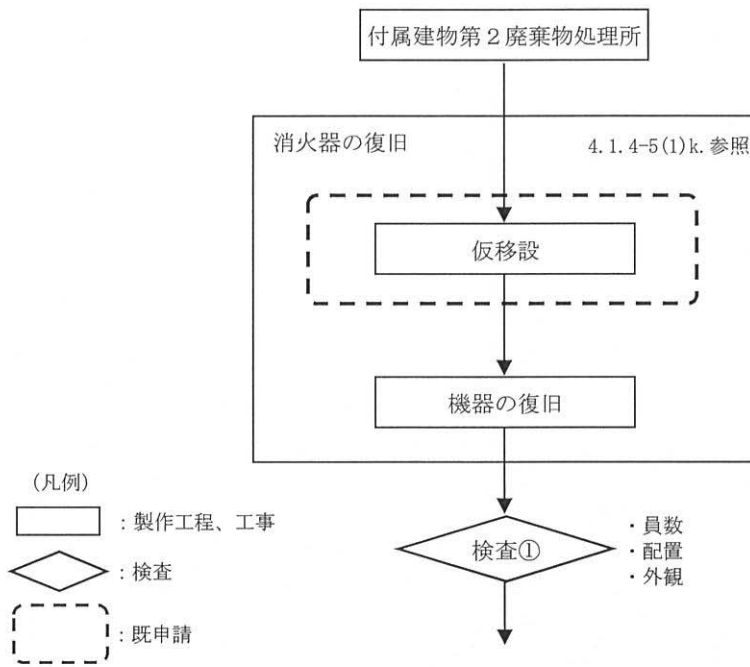 付属建物第２廃棄物処理所
消火器の復旧
4.1.4-5(1)k.参照
仮移設
機器の復旧
検査①
・員数
・配置
・外観
(凡例)
：製作工程、工事
：検査
：既申請